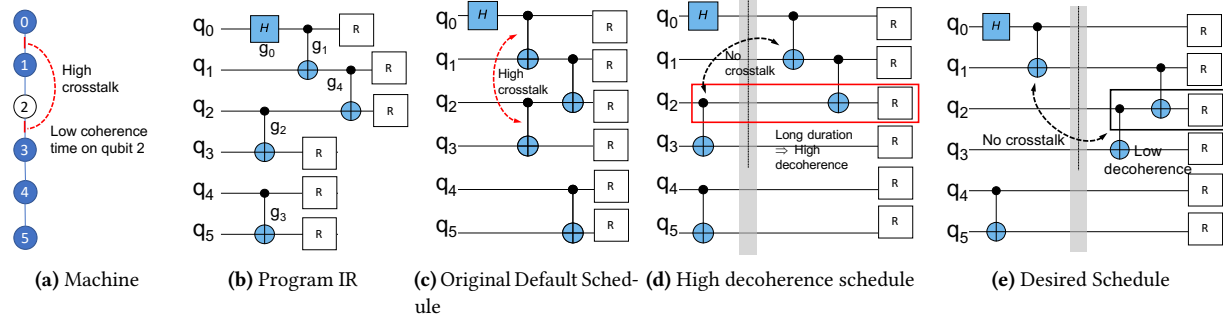 0
1
2
3
4
5
High
crosstalk
Low coherence
time on qubit 2
(a) Machine
q0
q1
q2
q3
q4
q5
H
g0
g1
g4
g2
g3
R
R
R
R
R
R
(b) Program IR
q0
q1
q2
q3
q4
q5
H
High
crosstalk
R
R
R
R
R
R
(c) Original Default Sched-
ule
q0
q1
q2
q3
q4
q5
H
No
crosstalk
Long duration
⇒ High
decoherence
R
R
R
R
R
R
(d) High decoherence schedule
q0
q1
q2
q3
q4
q5
H
No crosstalk
Low
decoherence
R
R
R
R
R
R
(e) Desired Schedule